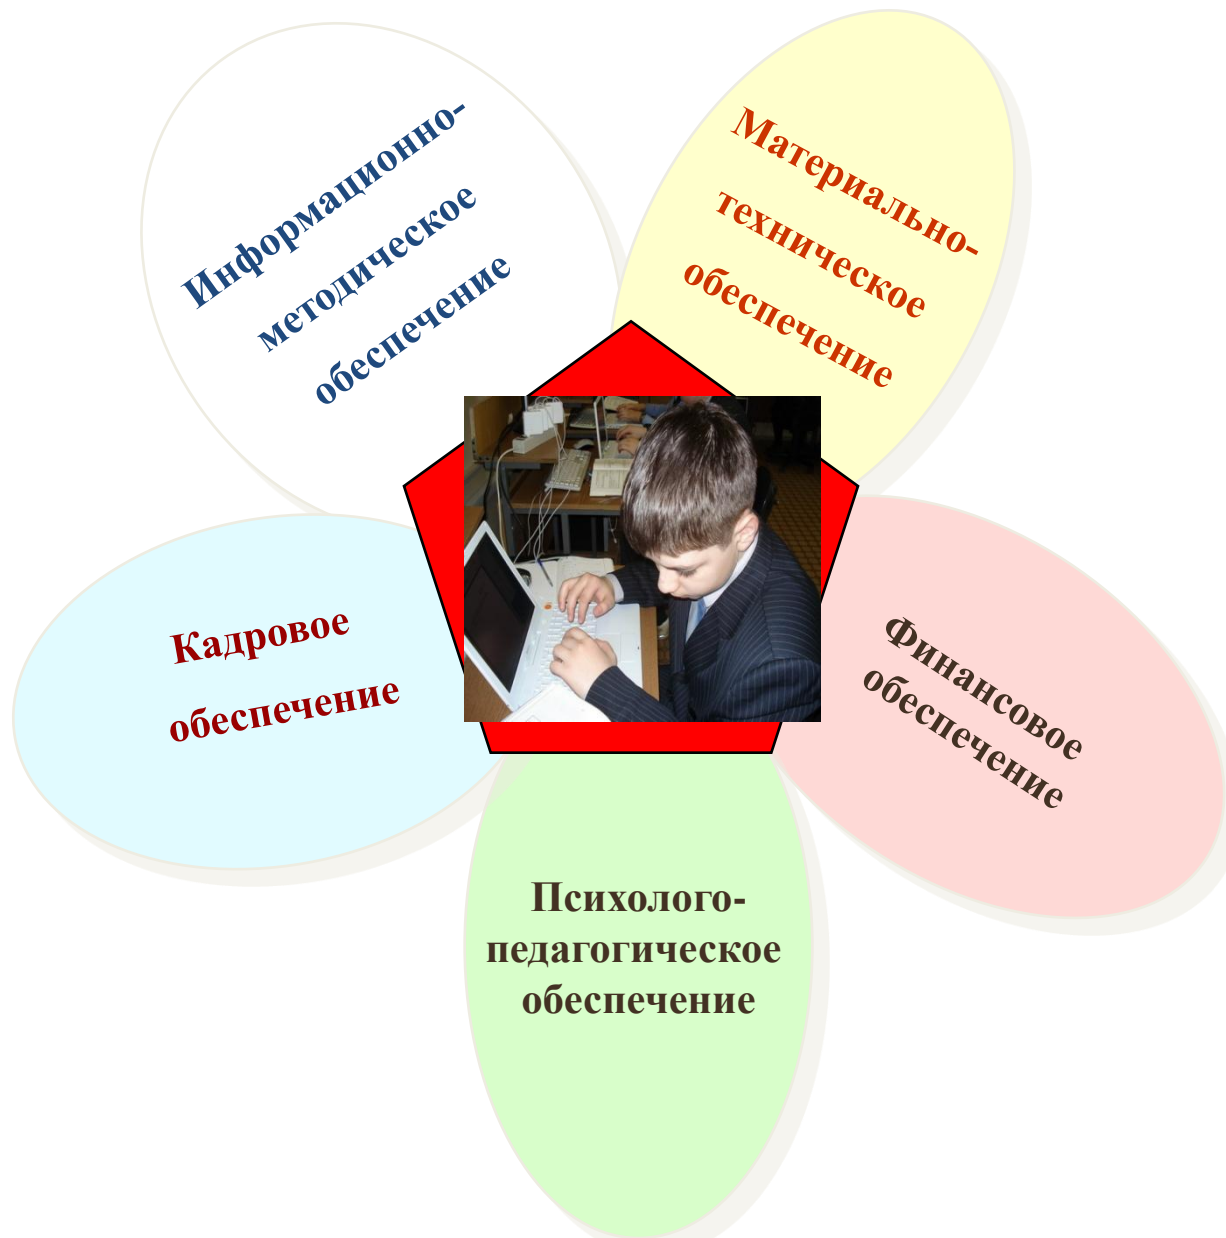 Информационно-
методическое
обеспечение
Материально-
техническое
обеспечение
Кадровое
обеспечение
Финансовое
обеспечение
Психолого-
педагогическое
обеспечение